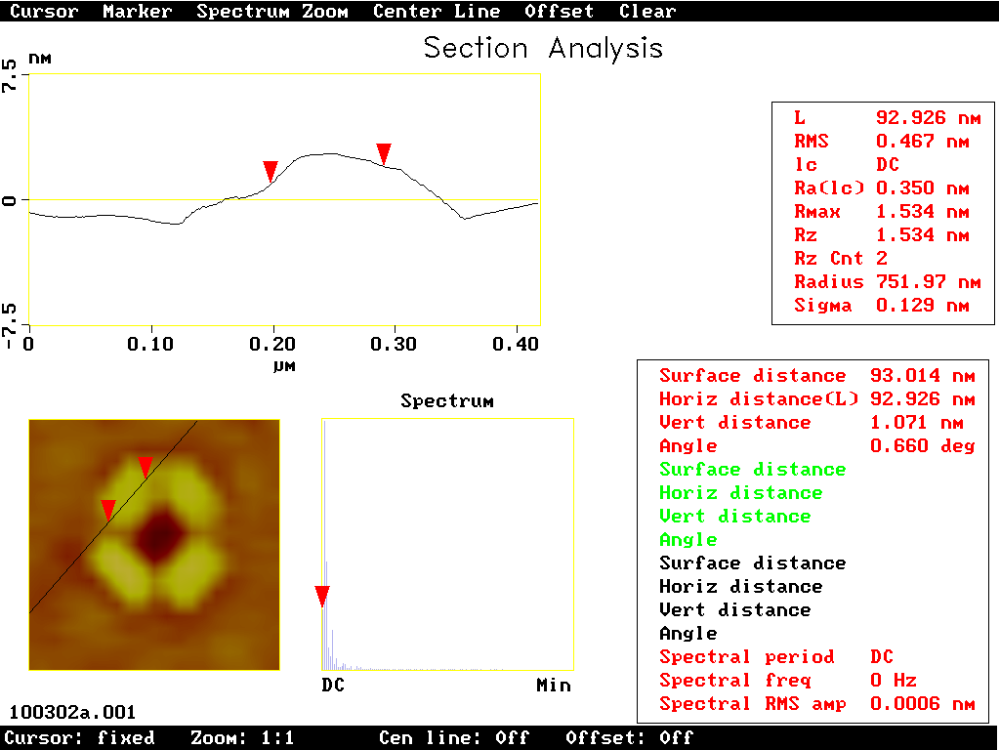 Cursor Marker Spectrum Zoom Center Line Offset Clear
Section Analysis
nm
7.5
0
-7.5
0 0.10 0.20 0.30 0.40
µm
L 92.926 nm
RMS 0.467 nm
lc DC
Ra(lc) 0.350 nm
Rmax 1.534 nm
Rz 1.534 nm
Rz Cnt 2
Radius 751.97 nm
Sigma 0.129 nm
Surface distance 93.014 nm
Horiz distance(L) 92.926 nm
Vert distance 1.071 nm
Angle 0.660 deg
Surface distance
Horiz distance
Vert distance
Angle
Surface distance
Horiz distance
Vert distance
Angle
Spectral period DC
Spectral freq 0 Hz
Spectral RMS amp 0.0006 nm
Spectrum
DC Min
100302a.001
Cursor: fixed Zoom: 1:1 Cen line: Off Offset: Off